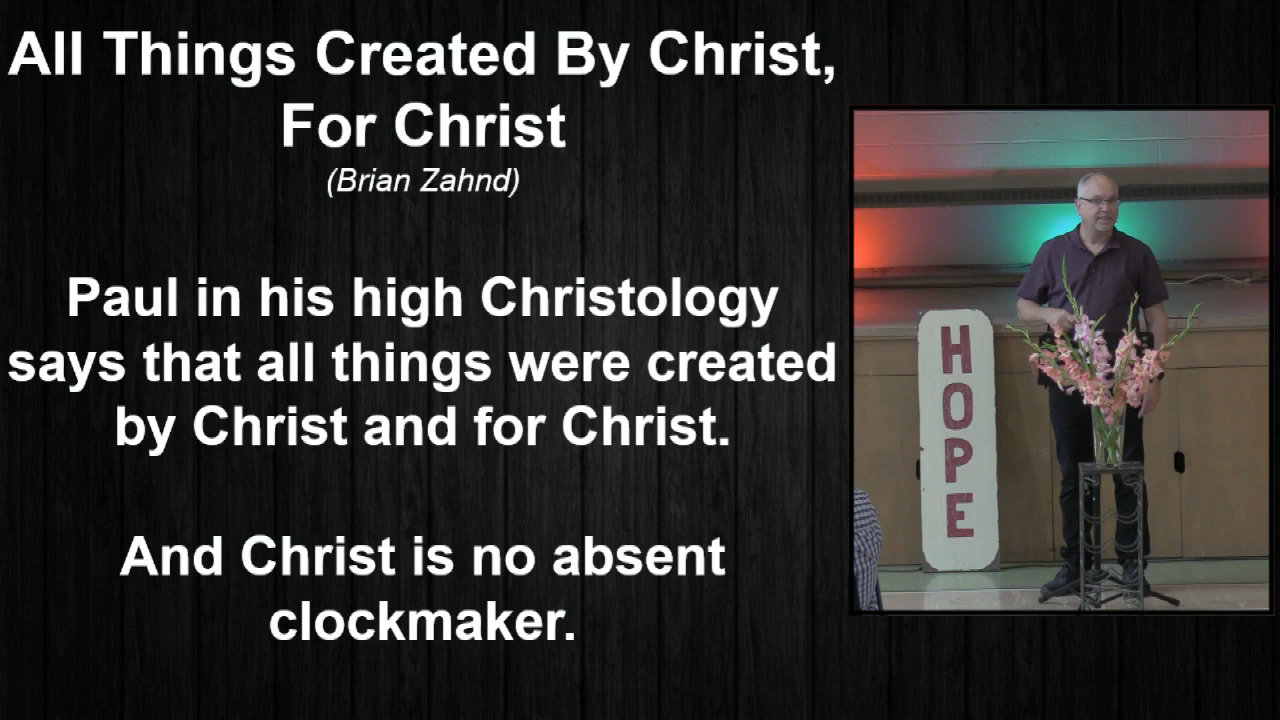 All Things Created By Christ,
For Christ
(Brian Zahnd)
Paul in his high Christology
says that all things were created
by Christ and for Christ.
And Christ is no absent
clockmaker.
HOPE